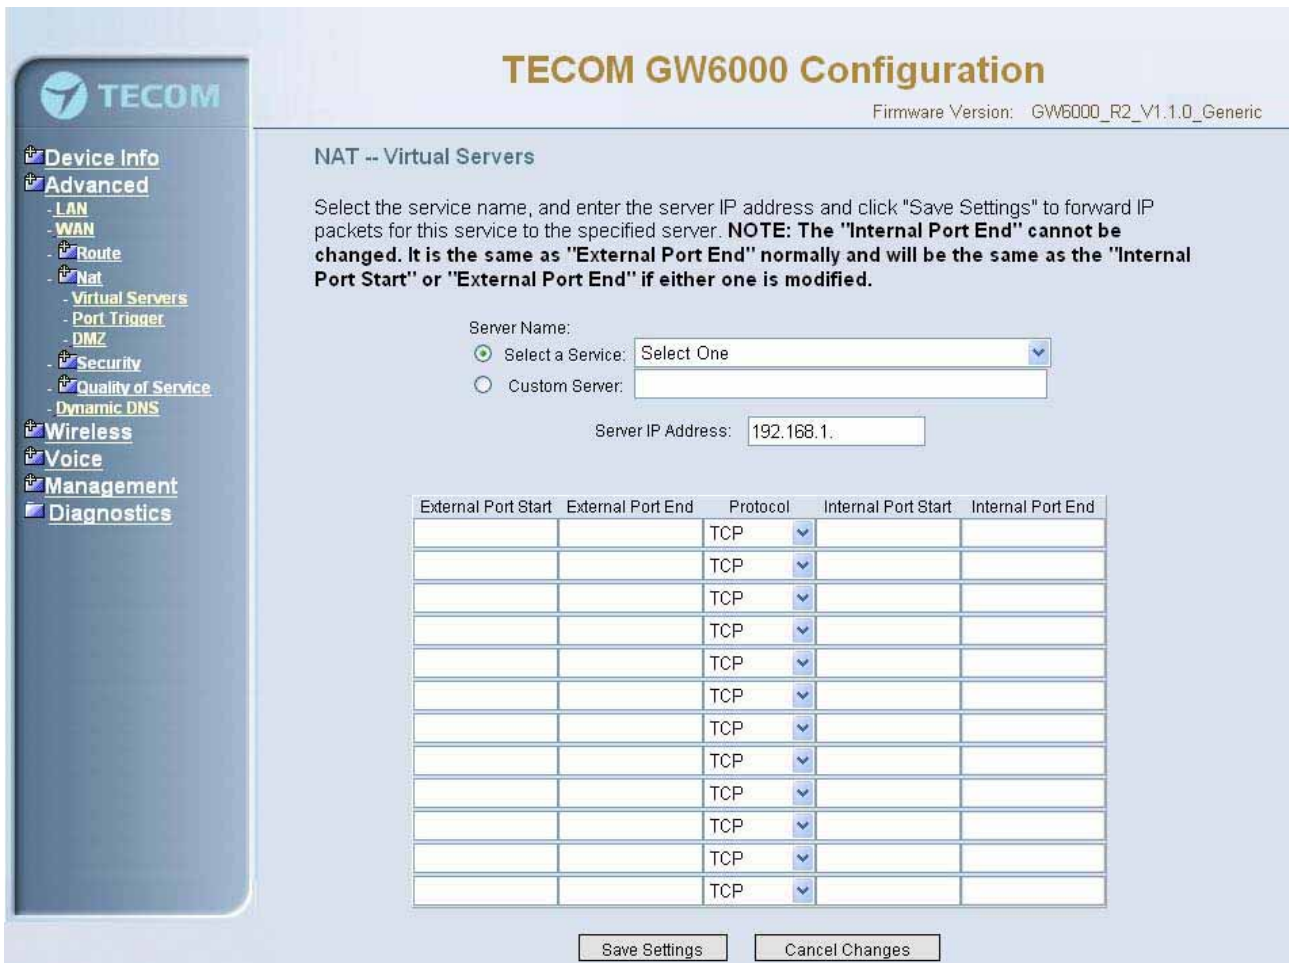 TECOM
TECOM GW6000 Configuration
Firmware Version: GW6000_R2_V1.1.0_Generic
Device Info
Advanced
- LAN
- WAN
- Route
- Nat
- Virtual Servers
- Port Trigger
- DMZ
- Security
- Quality of Service
- Dynamic DNS
Wireless
Voice
Management
Diagnostics
NAT -- Virtual Servers
Select the service name, and enter the server IP address and click "Save Settings" to forward IP
packets for this service to the specified server. NOTE: The "Internal Port End" cannot be
changed. It is the same as "External Port End" normally and will be the same as the "Internal
Port Start" or "External Port End" if either one is modified.
Server Name:
Select a Service: Select One
Custom Server:
Server IP Address: 192.168.1.
External Port Start External Port End Protocol Internal Port Start Internal Port End
TCP
TCP
TCP
TCP
TCP
TCP
TCP
TCP
TCP
TCP
TCP
TCP
Save Settings Cancel Changes